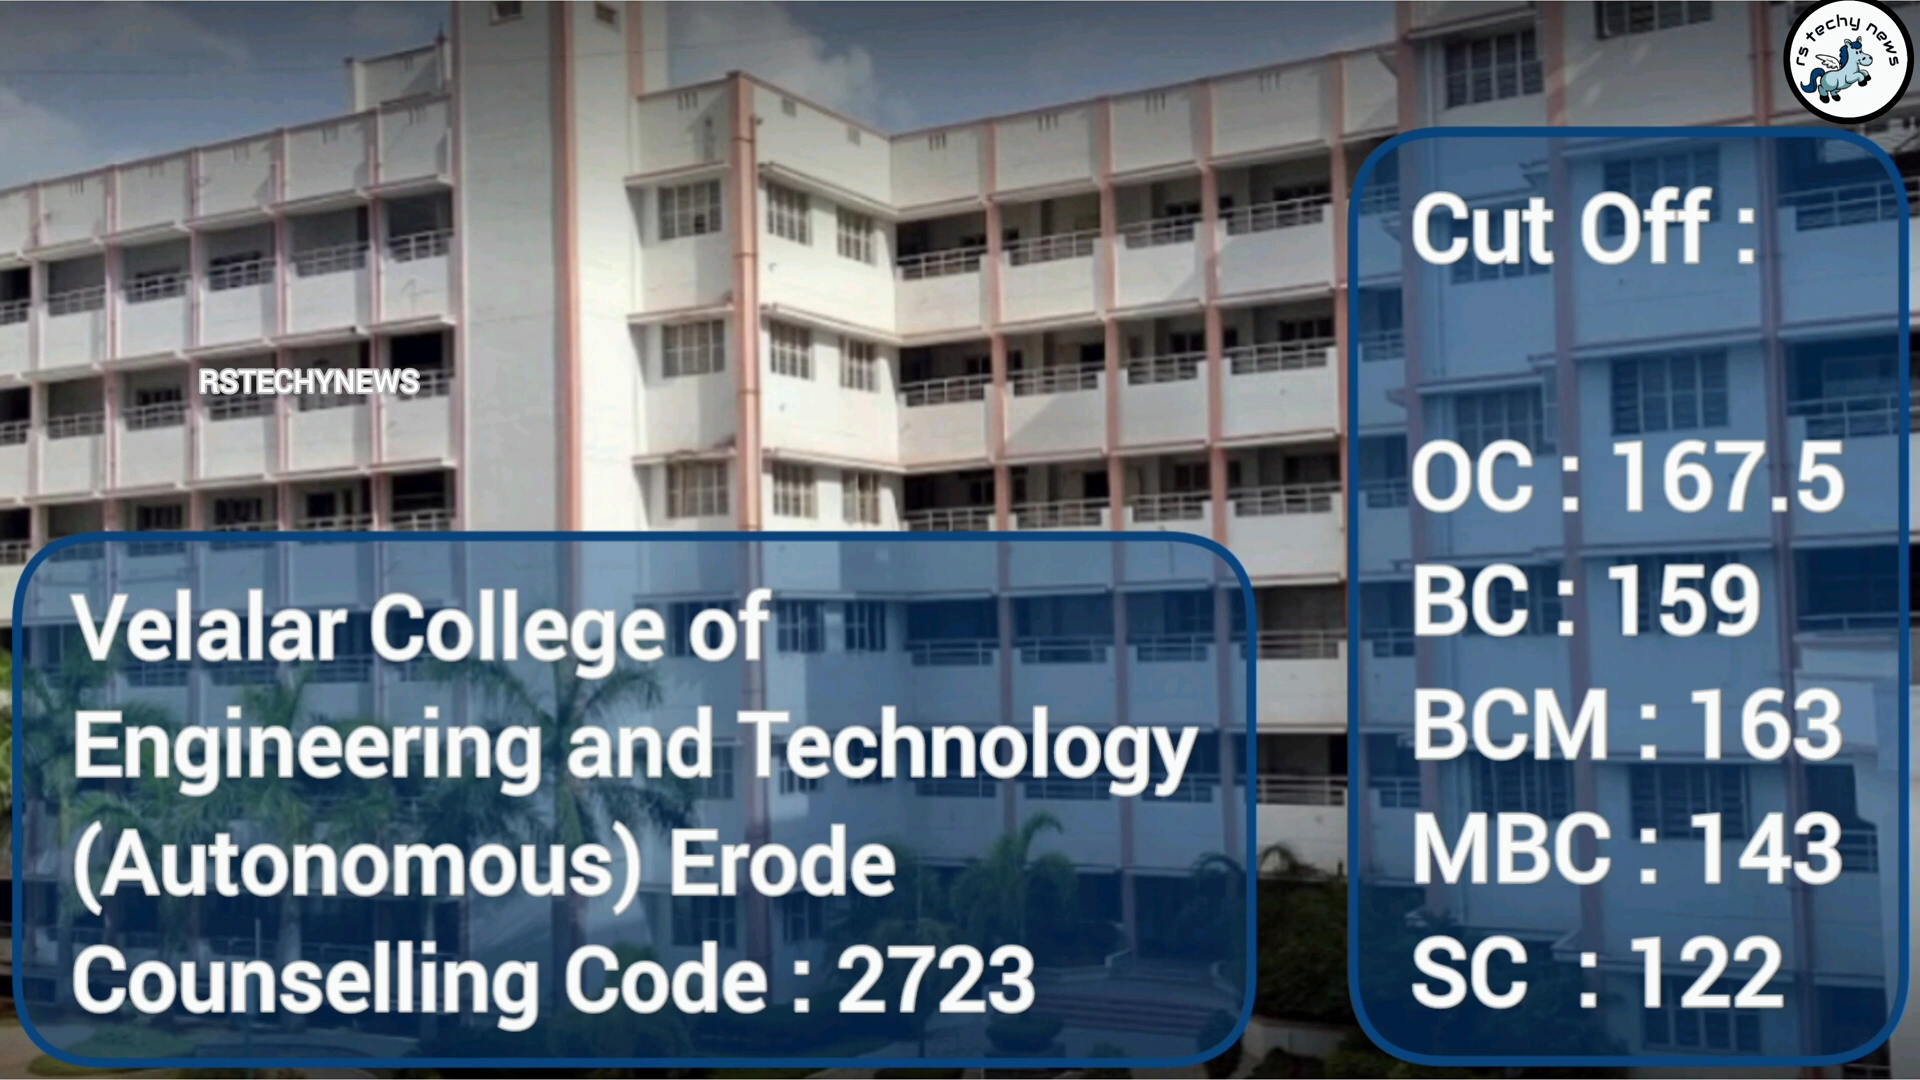 rs techy news
RSTECHYNEWS
Velalar College of
Engineering and Technology
(Autonomous) Erode
Counselling Code : 2723
Cut Off :
OC : 167.5
BC : 159
BCM : 163
MBC : 143
SC : 122